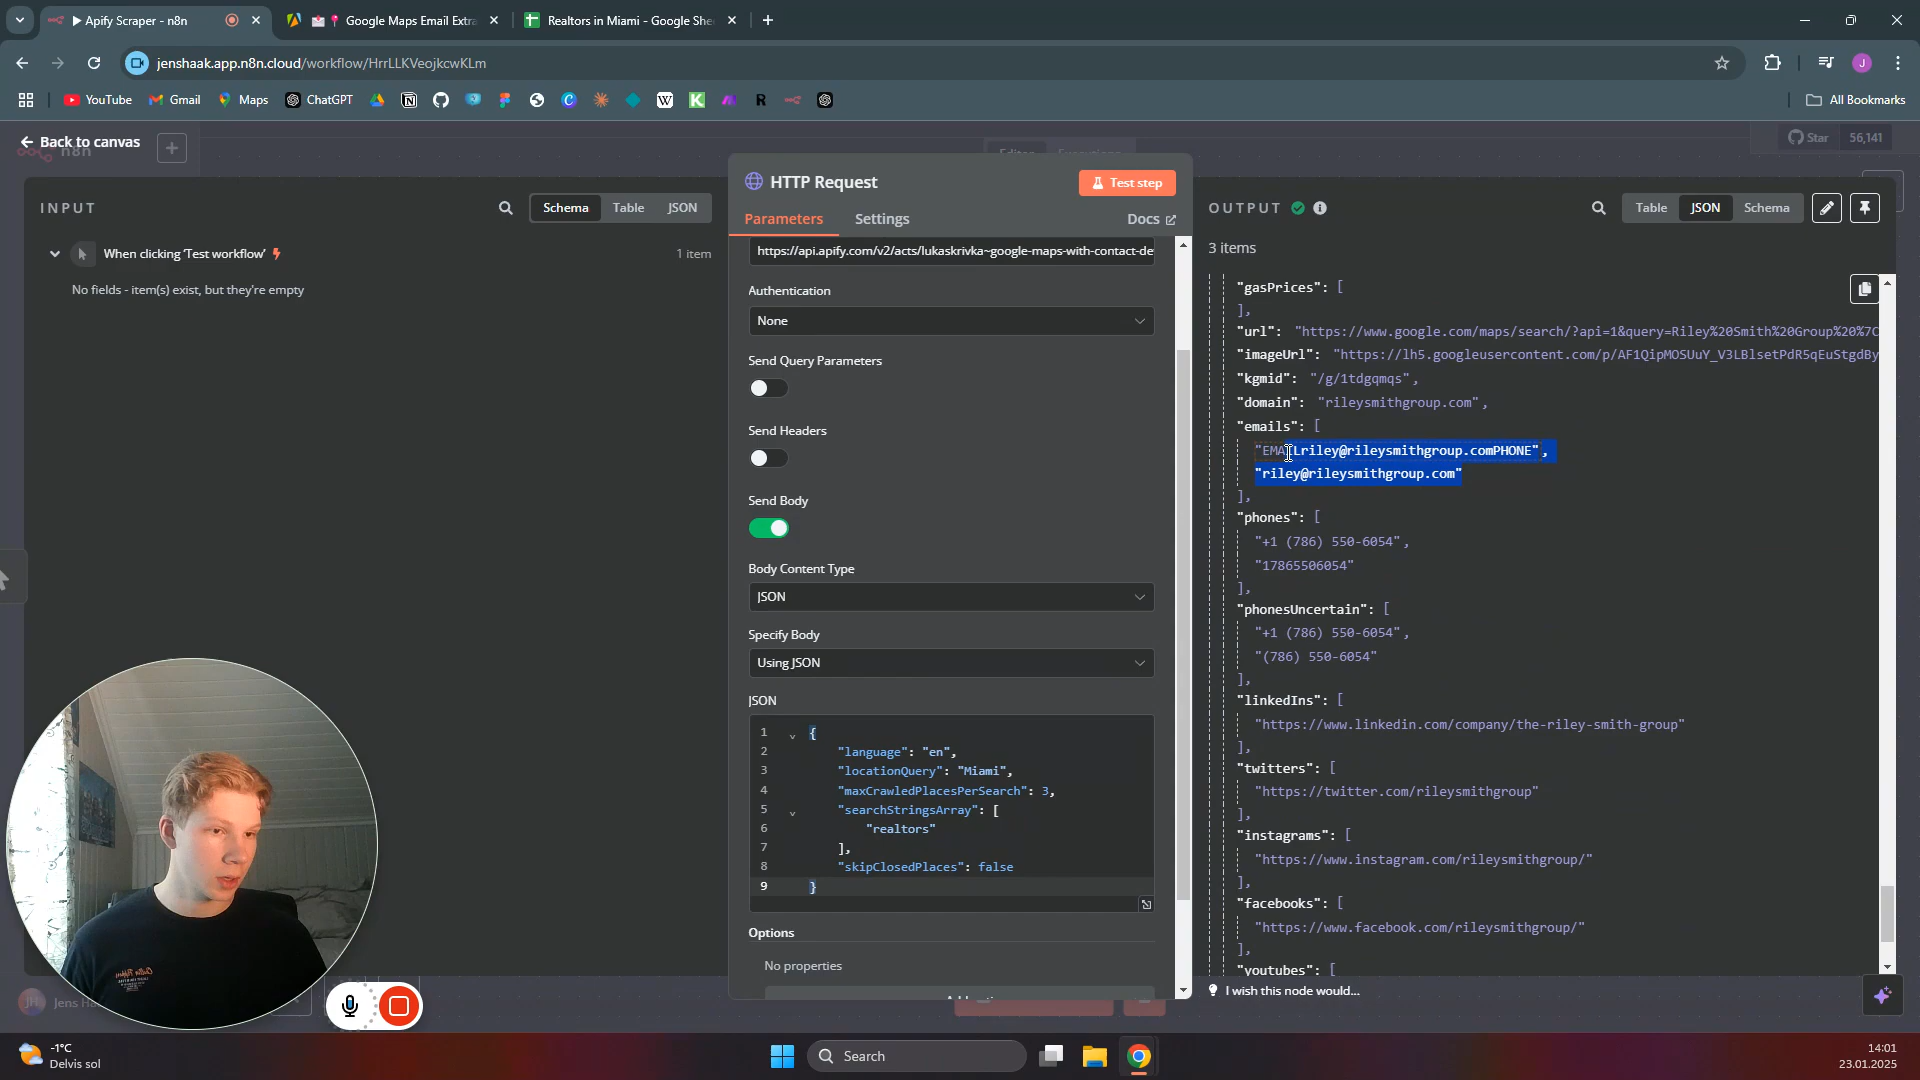 ▶ Apify Scraper - n8n
Google Maps Email Extra
Realtors in Miami - Google She
jenshaak.app.n8n.cloud/workflow/HrrLLKVeojkcwKLm
J
YouTube
Gmail
Maps
ChatGPT
All Bookmarks
Back to canvas
n8n
Editor
Executions
Star
56,141
INPUT
Schema
Table
JSON
When clicking ‘Test workflow’
1 item
No fields - item(s) exist, but they're empty
HTTP Request
Test step
Parameters
Settings
Docs
https://api.apify.com/v2/acts/lukaskrivka~google-maps-with-contact-de
Authentication
None
Send Query Parameters
Send Headers
Send Body
Body Content Type
JSON
Specify Body
Using JSON
JSON
1 {
2 "language": "en",
3 "locationQuery": "Miami",
4 "maxCrawledPlacesPerSearch": 3,
5 "searchStringsArray": [
6 "realtors"
7 ],
8 "skipClosedPlaces": false
9 }
Options
No properties
OUTPUT
Table
JSON
Schema
3 items
"gasPrices": [
],
"url": "https://www.google.com/maps/search/?api=1&query=Riley%20Smith%20Group%20%7C
"imageUrl": "https://lh5.googleusercontent.com/p/AF1QipMOSUuY_V3LBlsetPdR5qEuStgdBy
"kgmid": "/g/1tdgqmqs",
"domain": "rileysmithgroup.com",
"emails": [
"EMAILriley@rileysmithgroup.comPHONE",
"riley@rileysmithgroup.com"
],
"phones": [
"+1 (786) 550-6054",
"17865506054"
],
"phonesUncertain": [
"+1 (786) 550-6054",
"(786) 550-6054"
],
"linkedIns": [
"https://www.linkedin.com/company/the-riley-smith-group"
],
"twitters": [
"https://twitter.com/rileysmithgroup"
],
"instagrams": [
"https://www.instagram.com/rileysmithgroup/"
],
"facebooks": [
"https://www.facebook.com/rileysmithgroup/"
],
"youtubes": [
I wish this node would...
JH
Jens Ha
-1°C
Delvis sol
Search
14:01
23.01.2025